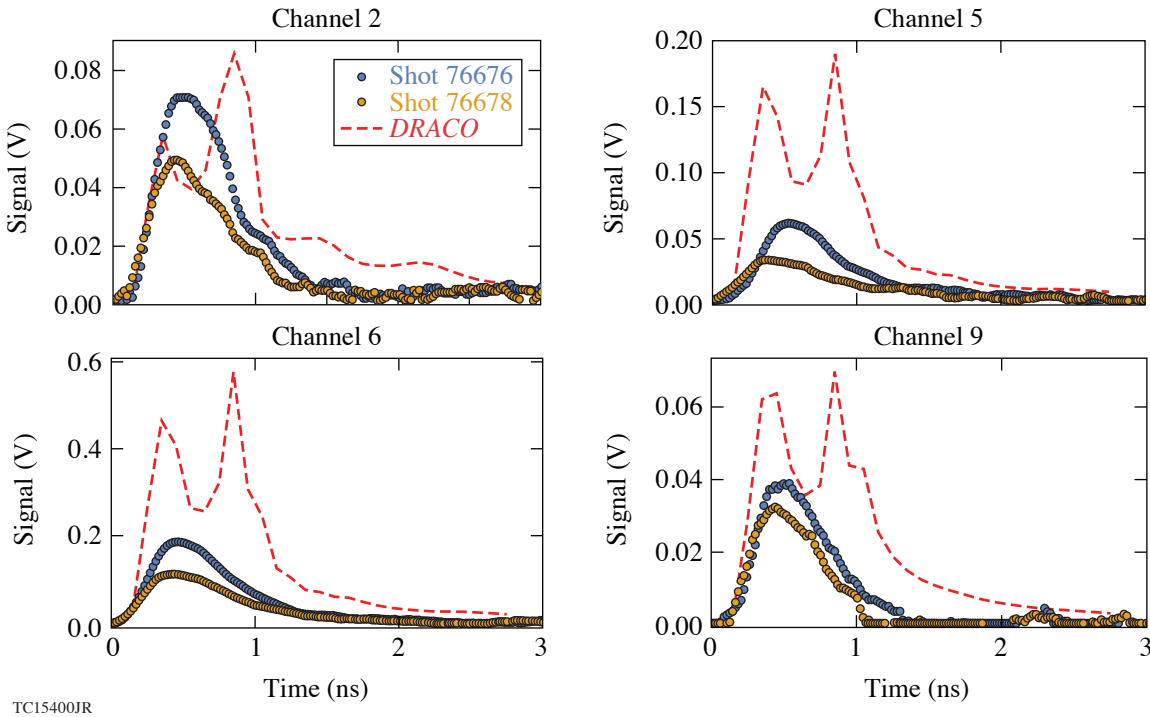 Channel 2
Channel 5
Signal (V)
0.08
0.06
0.04
0.02
0.00
Shot 76676
Shot 76678
DRACO
Signal (V)
0.20
0.15
0.10
0.05
0.00
Channel 6
Channel 9
Signal (V)
0.6
0.4
0.2
0.0
0 1 2 3
Time (ns)
Signal (V)
0.06
0.04
0.02
0.00
0 1 2 3
Time (ns)
TC15400JR